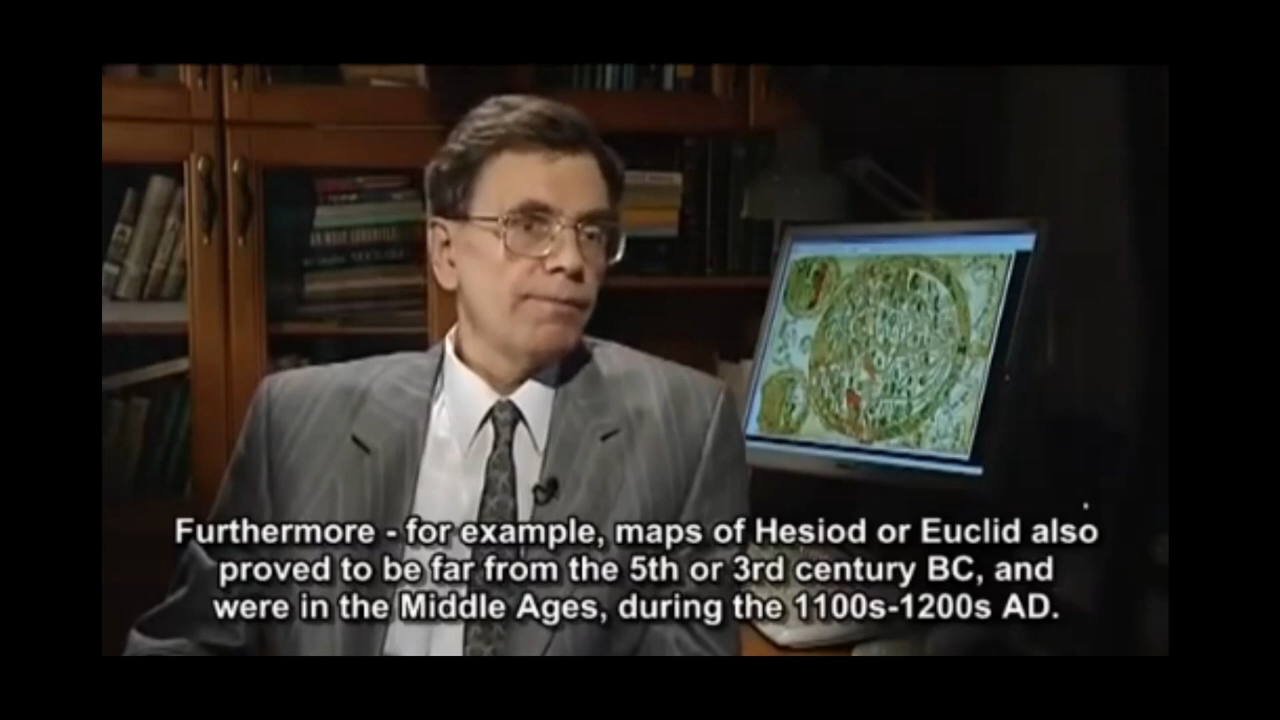 Furthermore - for example, maps of Hesiod or Euclid also
proved to be far from the 5th or 3rd century BC, and
were in the Middle Ages, during the 1100s-1200s AD.